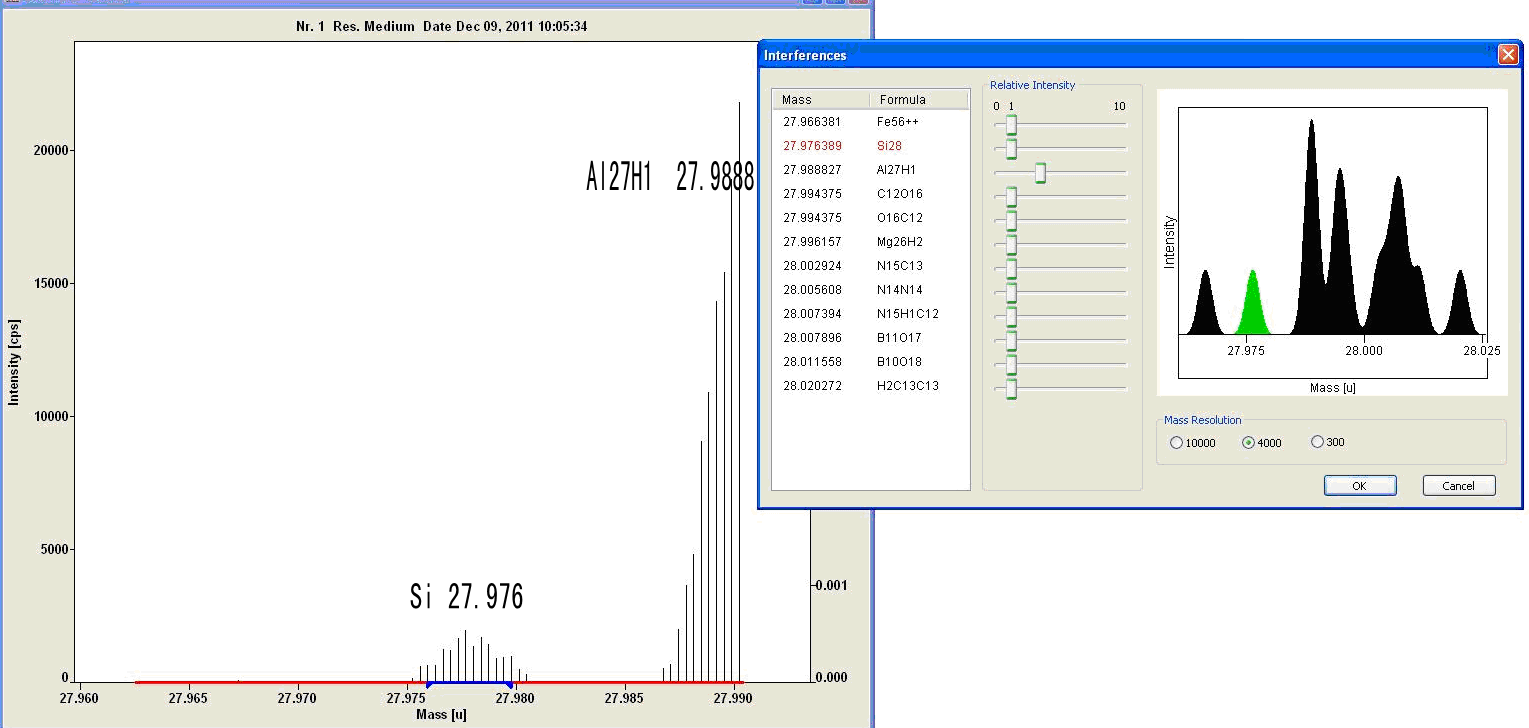 Nr. 1 Res. Medium Date Dec 09, 2011 10:05:34
Intensity [cps]
20000
15000
10000
5000
0
Al27H1 27.9888
Si 27.976
0.001
0.000
27.960 27.965 27.970 27.975 27.980 27.985 27.990
Mass [u]
Interferences
Mass Formula
27.966381 Fe56++
27.976389 Si28
27.988827 Al27H1
27.994375 C12O16
27.994375 O16C12
27.996157 Mg26H2
28.002924 N15C13
28.005608 N14N14
28.007394 N15H1C12
28.007896 B11O17
28.011558 B10O18
28.020272 H2C13C13
Relative Intensity
0 1 10
Intensity
27.975 28.000 28.025
Mass [u]
Mass Resolution
10000 4000 300
OK Cancel